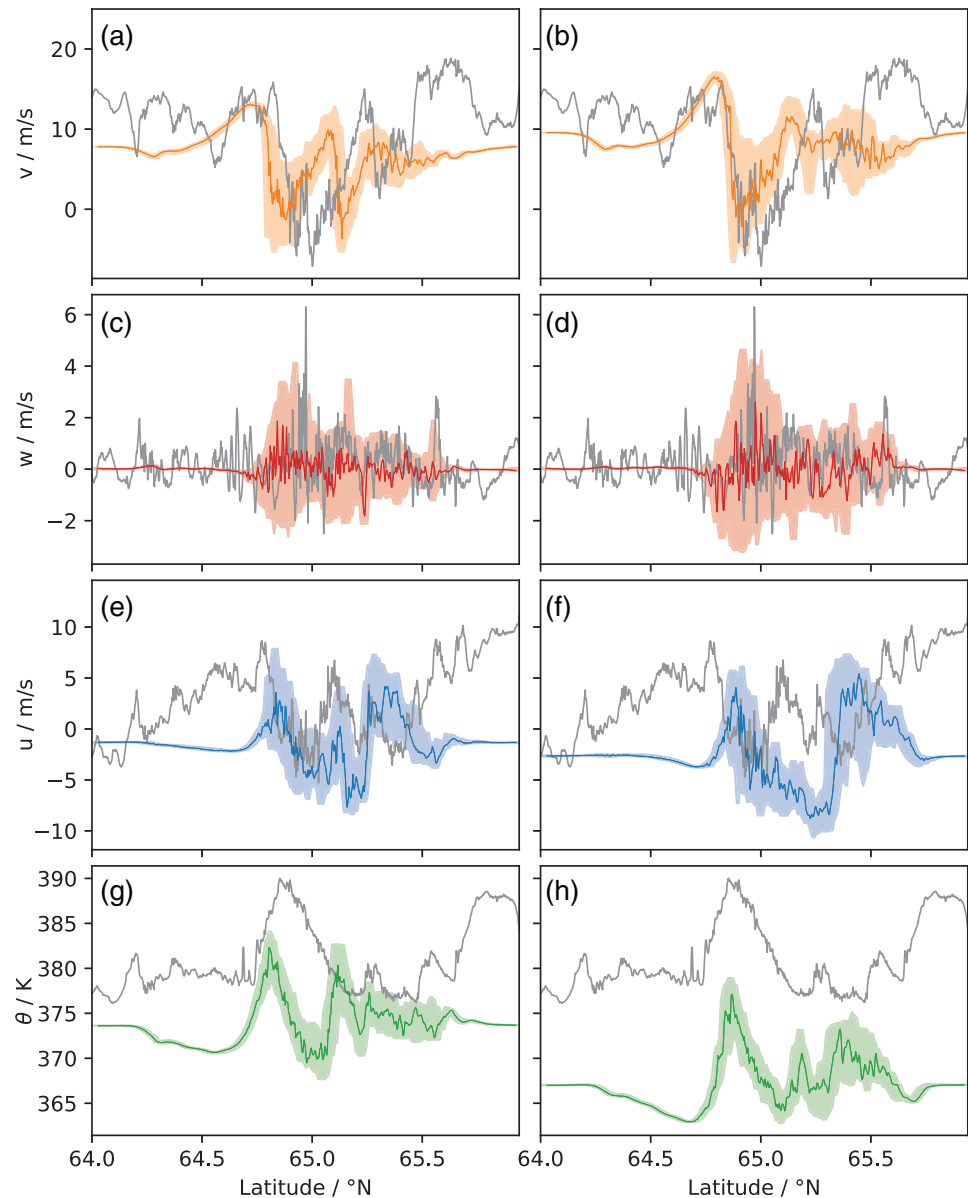 (a)
(b)
20
10
0
v / m/s
(c)
(d)
6
4
2
0
−2
w / m/s
(e)
(f)
10
5
0
−5
−10
u / m/s
(g)
(h)
390
385
380
375
370
365
θ / K
64.0 64.5 65.0 65.5 64.0 64.5 65.0 65.5
Latitude / °N Latitude / °N